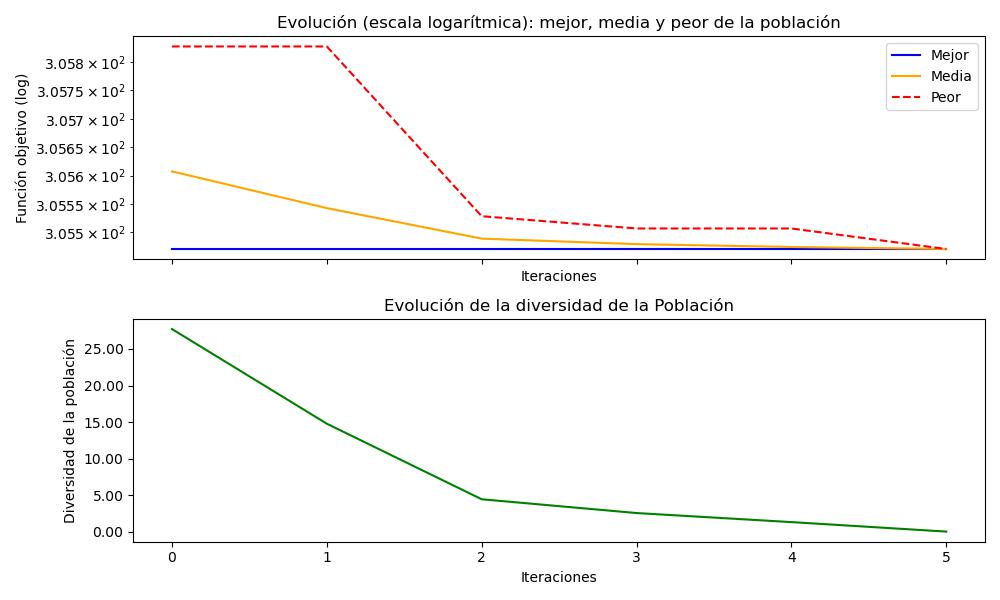 Evolución (escala logarítmica): mejor, media y peor de la población
Función objetivo (log)
3.058 × 10²
3.0575 × 10²
3.057 × 10²
3.0565 × 10²
3.056 × 10²
3.0555 × 10²
3.055 × 10²
Mejor
Media
Peor
Iteraciones
Evolución de la diversidad de la Población
Diversidad de la población
25.00
20.00
15.00
10.00
5.00
0.00
0 1 2 3 4 5
Iteraciones